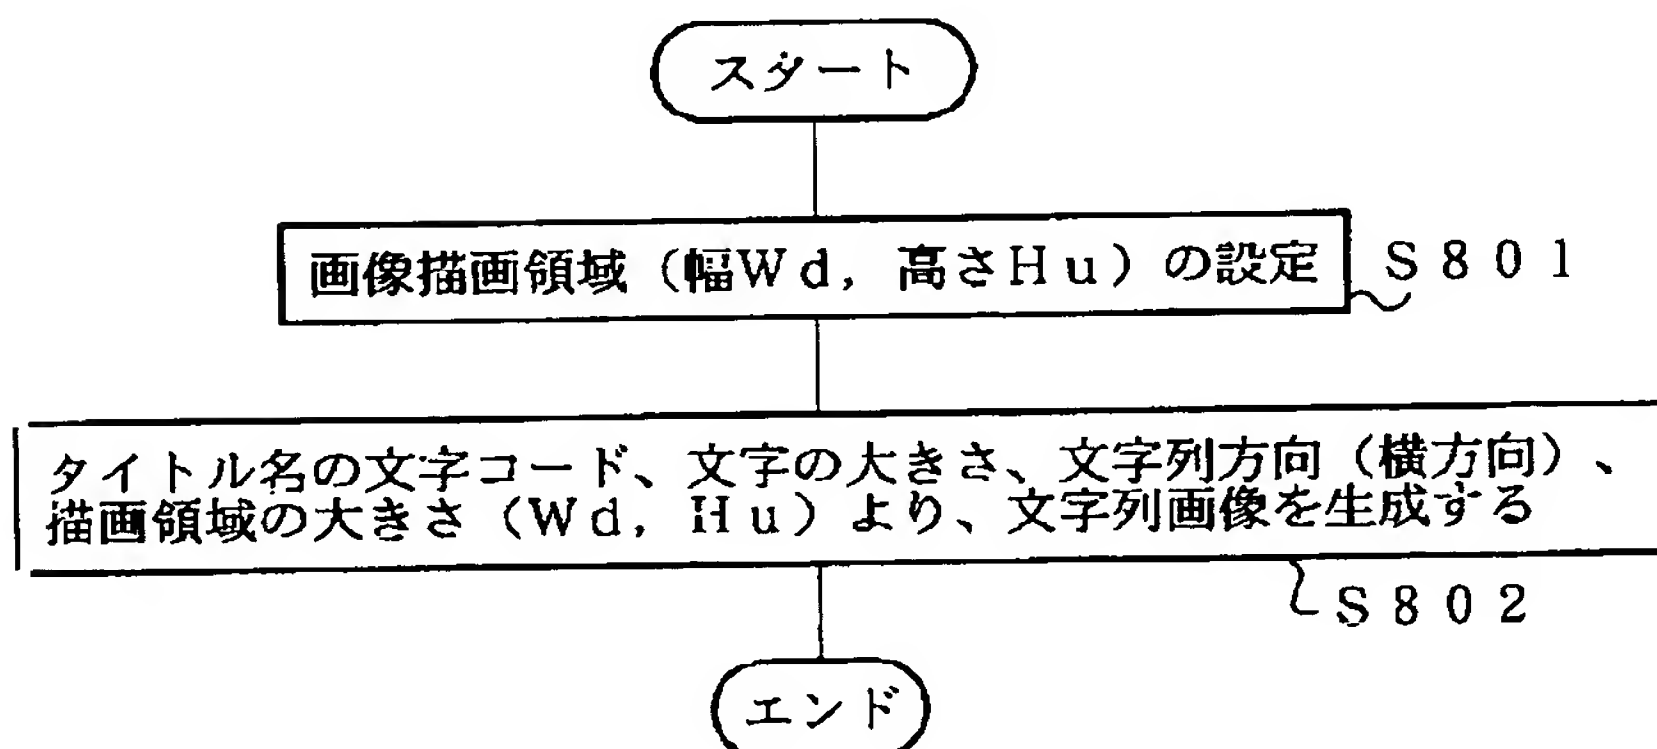 スタート
画像描画領域（幅Ｗｄ，高さＨｕ）の設定
Ｓ８０１
タイトル名の文字コード、文字の大きさ、文字列方向（横方向）、
描画領域の大きさ（Ｗｄ，Ｈｕ）より、文字列画像を生成する
Ｓ８０２
エンド